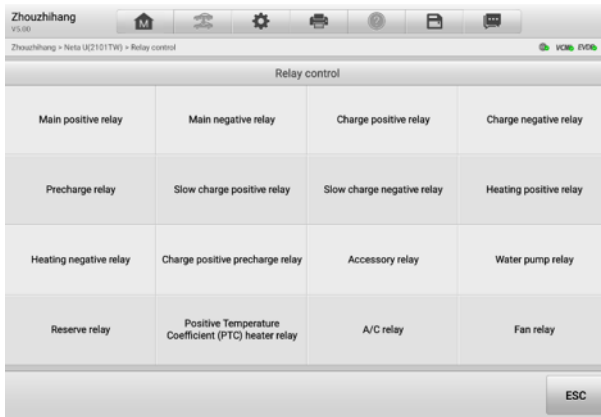 Zhouzhihang
V3.00
Zhouzhihang > Neta U(2101TW) > Relay control
VCMI EVDB
Relay control
Main positive relay
Main negative relay
Charge positive relay
Charge negative relay
Precharge relay
Slow charge positive relay
Slow charge negative relay
Heating positive relay
Heating negative relay
Charge positive precharge relay
Accessory relay
Water pump relay
Reserve relay
Positive Temperature
Coefficient (PTC) heater relay
A/C relay
Fan relay
ESC